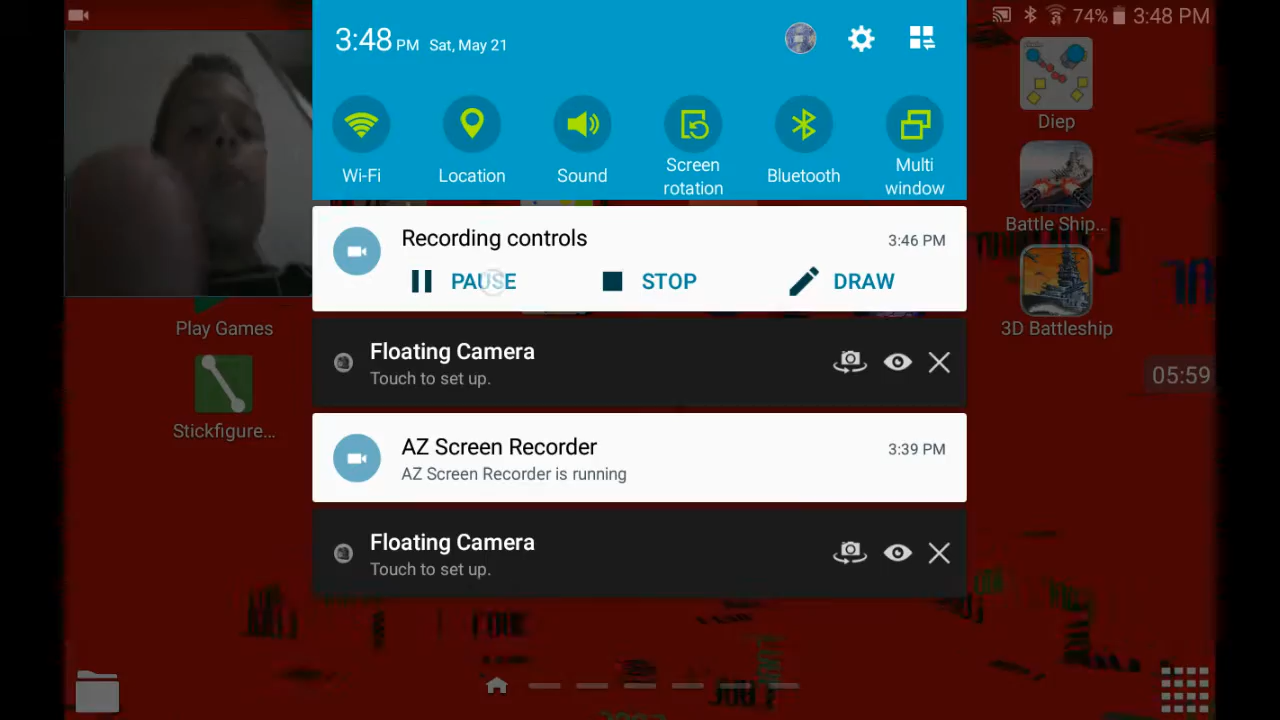 74% 3:48 PM
3:48 PM Sat, May 21
Wi-Fi
Location
Sound
Screen rotation
Bluetooth
Multi window
Recording controls
3:46 PM
PAUSE
STOP
DRAW
Floating Camera
Touch to set up.
AZ Screen Recorder
3:39 PM
AZ Screen Recorder is running
Floating Camera
Touch to set up.
Play Games
Stickfigure...
Diep
Battle Ship...
3D Battleship
05:59